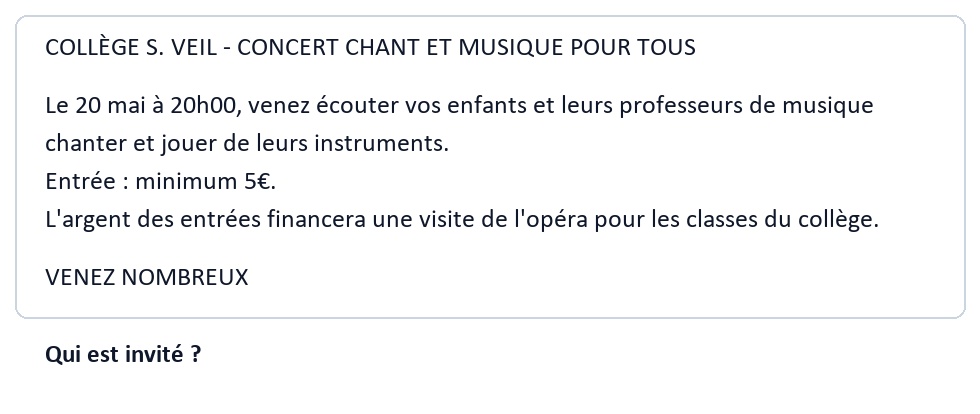 COLLÈGE S. VEIL - CONCERT CHANT ET MUSIQUE POUR TOUS
Le 20 mai à 20h00, venez écouter vos enfants et leurs professeurs de musique
chanter et jouer de leurs instruments.
Entrée : minimum 5€.
L'argent des entrées financera une visite de l'opéra pour les classes du collège.
VENEZ NOMBREUX
Qui est invité ?